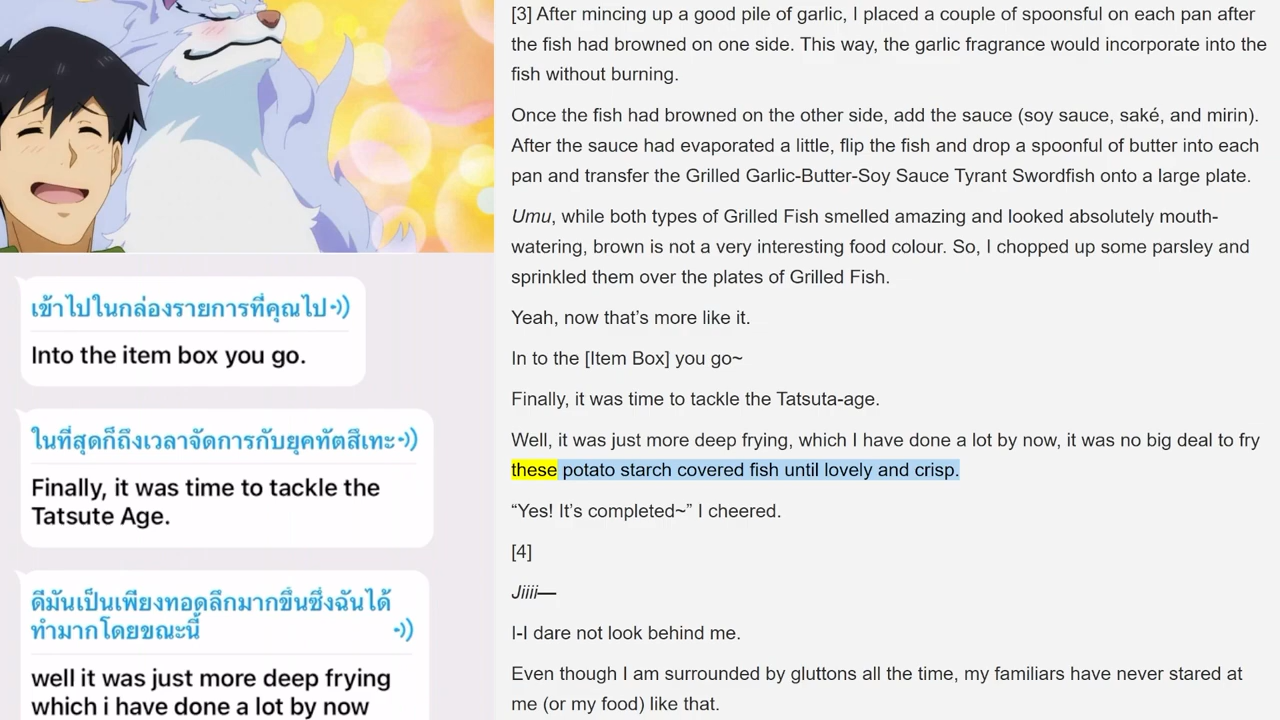 เข้าไปในกล่องรายการที่คุณไป
Into the item box you go.
ในที่สุดก็ถึงเวลาจัดการกับยุคทัตสึเทะ
Finally, it was time to tackle the
Tatsute Age.
ดีมันเป็นเพียงทอดลึกมากขึ้นซึ่งฉันได้
ทำมากโดยขณะนี้
well it was just more deep frying
which i have done a lot by now
[3] After mincing up a good pile of garlic, I placed a couple of spoonsful on each pan after
the fish had browned on one side. This way, the garlic fragrance would incorporate into the
fish without burning.
Once the fish had browned on the other side, add the sauce (soy sauce, saké, and mirin).
After the sauce had evaporated a little, flip the fish and drop a spoonful of butter into each
pan and transfer the Grilled Garlic-Butter-Soy Sauce Tyrant Swordfish onto a large plate.
Umu, while both types of Grilled Fish smelled amazing and looked absolutely mouth-
watering, brown is not a very interesting food colour. So, I chopped up some parsley and
sprinkled them over the plates of Grilled Fish.
Yeah, now that’s more like it.
In to the [Item Box] you go~
Finally, it was time to tackle the Tatsuta-age.
Well, it was just more deep frying, which I have done a lot by now, it was no big deal to fry
these potato starch covered fish until lovely and crisp.
“Yes! It’s completed~” I cheered.
[4]
Jiiii—
I-I dare not look behind me.
Even though I am surrounded by gluttons all the time, my familiars have never stared at
me (or my food) like that.